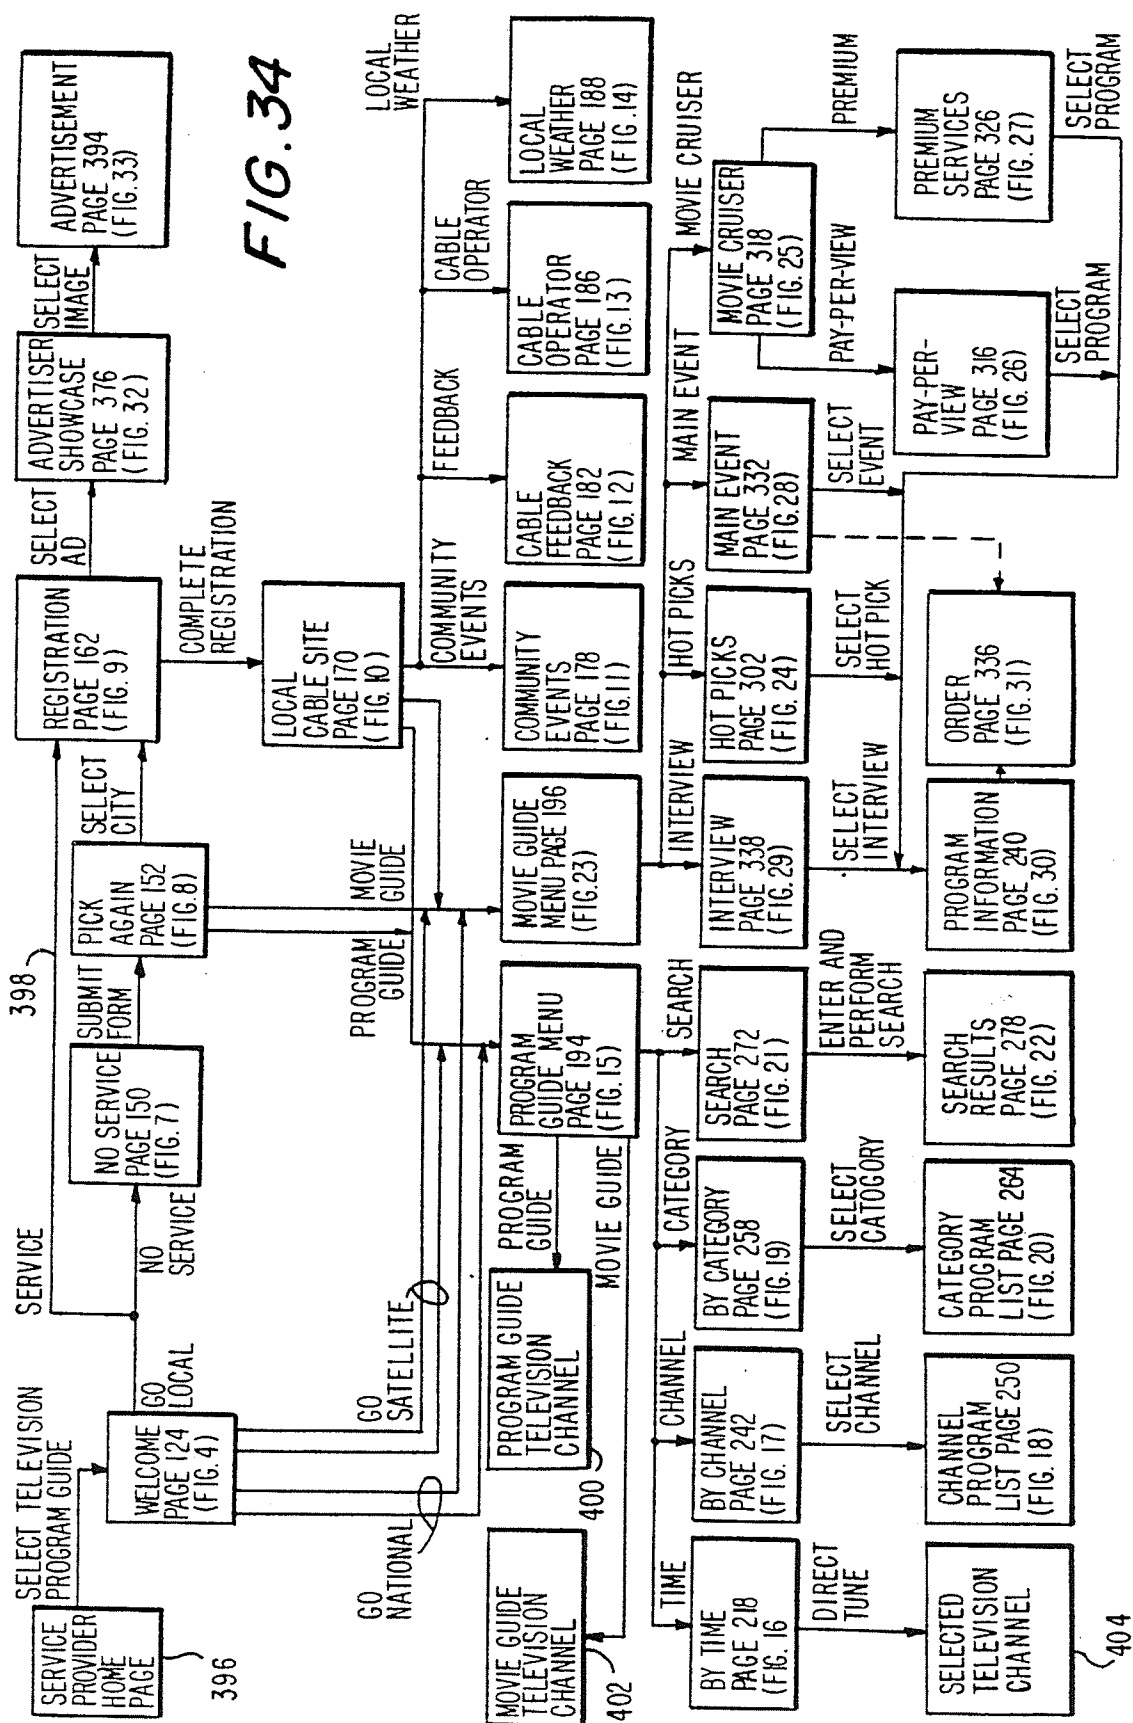 FIG. 34
SELECT TELEVISION
PROGRAM GUIDE
SERVICE
PROVIDER
HOME
PAGE
396
WELCOME
PAGE 124
(FIG. 4)
GO
LOCAL
SERVICE
398
NO
SERVICE
NO SERVICE
PAGE 150
(FIG. 7)
SUBMIT
FORM
PICK
AGAIN
PAGE 152
(FIG. 8)
SELECT
CITY
REGISTRATION
PAGE 162
(FIG. 9)
SELECT
AD
ADVERTISER
SHOWCASE
PAGE 376
(FIG. 32)
SELECT
IMAGE
ADVERTISEMENT
PAGE 394
(FIG. 33)
COMPLETE
REGISTRATION
LOCAL
CABLE SITE
PAGE 170
(FIG. 10)
GO
NATIONAL
GO
SATELLITE
PROGRAM
GUIDE
MOVIE
GUIDE
COMMUNITY
EVENTS
FEEDBACK
CABLE
OPERATOR
LOCAL
WEATHER
MOVIE GUIDE
TELEVISION
CHANNEL
402
PROGRAM GUIDE
TELEVISION
CHANNEL
400
PROGRAM
GUIDE
MOVIE GUIDE
PROGRAM
GUIDE MENU
PAGE 194
(FIG. 15)
MOVIE GUIDE
MENU PAGE 196
(FIG. 23)
COMMUNITY
EVENTS
PAGE 178
(FIG. 11)
CABLE
FEEDBACK
PAGE 182
(FIG. 12)
CABLE
OPERATOR
PAGE 186
(FIG. 13)
LOCAL
WEATHER
PAGE 188
(FIG. 14)
TIME
CHANNEL
CATEGORY
SEARCH
INTERVIEW
HOT PICKS
MAIN EVENT
MOVIE CRUISER
BY TIME
PAGE 218
(FIG. 16
BY CHANNEL
PAGE 242
(FIG. 17)
BY CATEGORY
PAGE 258
(FIG. 19)
SEARCH
PAGE 272
(FIG. 21)
INTERVIEW
PAGE 338
(FIG. 29)
HOT PICKS
PAGE 302
(FIG. 24)
MAIN EVENT
PAGE 332
(FIG. 28)
MOVIE CRUISER
PAGE 318
(FIG. 25)
DIRECT
TUNE
SELECT
CHANNEL
SELECT
CATOGORY
ENTER AND
PERFORM
SEARCH
SELECT
INTERVIEW
SELECT
HOT PICK
SELECT
EVENT
PAY-PER-VIEW
PREMIUM
SELECTED
TELEVISION
CHANNEL
404
CHANNEL
PROGRAM
LIST PAGE 250
(FIG. 18)
CATEGORY
PROGRAM
LIST PAGE 264
(FIG. 20)
SEARCH
RESULTS
PAGE 278
(FIG. 22)
PROGRAM
INFORMATION
PAGE 240
(FIG. 30)
ORDER
PAGE 336
(FIG. 31)
PAY-PER-
VIEW
PAGE 316
(FIG. 26)
SELECT
PROGRAM
PREMIUM
SERVICES
PAGE 326
(FIG. 27)
SELECT
PROGRAM